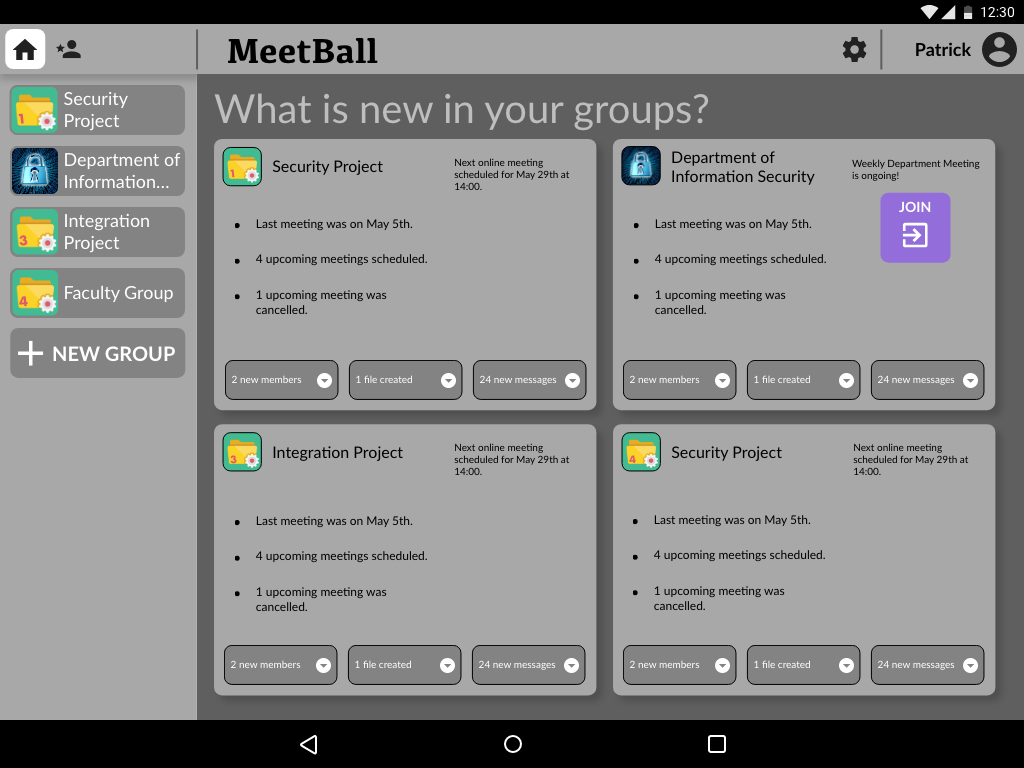 12:30
MeetBall
Patrick
1
Security
Project
Department of
Information...
3
Integration
Project
4
Faculty Group
NEW GROUP
What is new in your groups?
1
Security Project
Next online meeting
scheduled for May 29th at
14:00.
Last meeting was on May 5th.
4 upcoming meetings scheduled.
1 upcoming meeting was
cancelled.
2 new members
1 file created
24 new messages
Department of
Information Security
Weekly Department Meeting
is ongoing!
JOIN
Last meeting was on May 5th.
4 upcoming meetings scheduled.
1 upcoming meeting was
cancelled.
2 new members
1 file created
24 new messages
3
Integration Project
Next online meeting
scheduled for May 29th at
14:00.
Last meeting was on May 5th.
4 upcoming meetings scheduled.
1 upcoming meeting was
cancelled.
2 new members
1 file created
24 new messages
4
Security Project
Next online meeting
scheduled for May 29th at
14:00.
Last meeting was on May 5th.
4 upcoming meetings scheduled.
1 upcoming meeting was
cancelled.
2 new members
1 file created
24 new messages